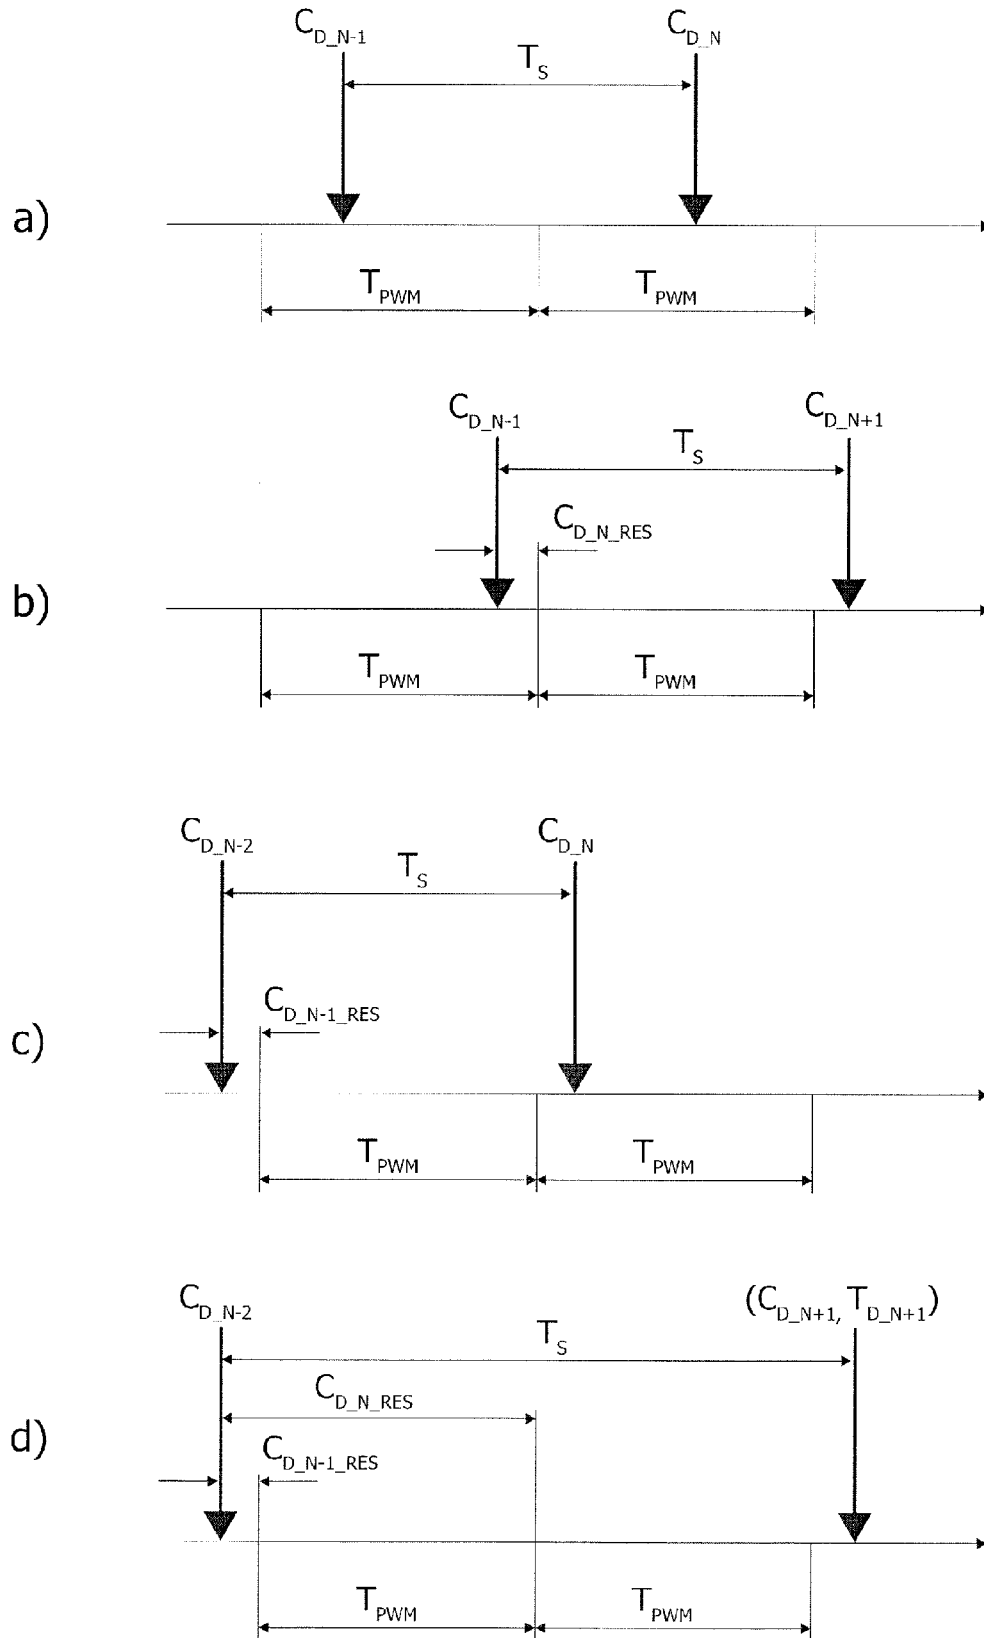 C_D_N-1 C_D_N
T_S
a)
T_PWM T_PWM
C_D_N-1 C_D_N+1
T_S
C_D_N_RES
b)
T_PWM T_PWM
C_D_N-2 C_D_N
T_S
C_D_N-1_RES
c)
T_PWM T_PWM
C_D_N-2 (C_D_N+1, T_D_N+1)
T_S
C_D_N_RES
d)
C_D_N-1_RES
T_PWM T_PWM